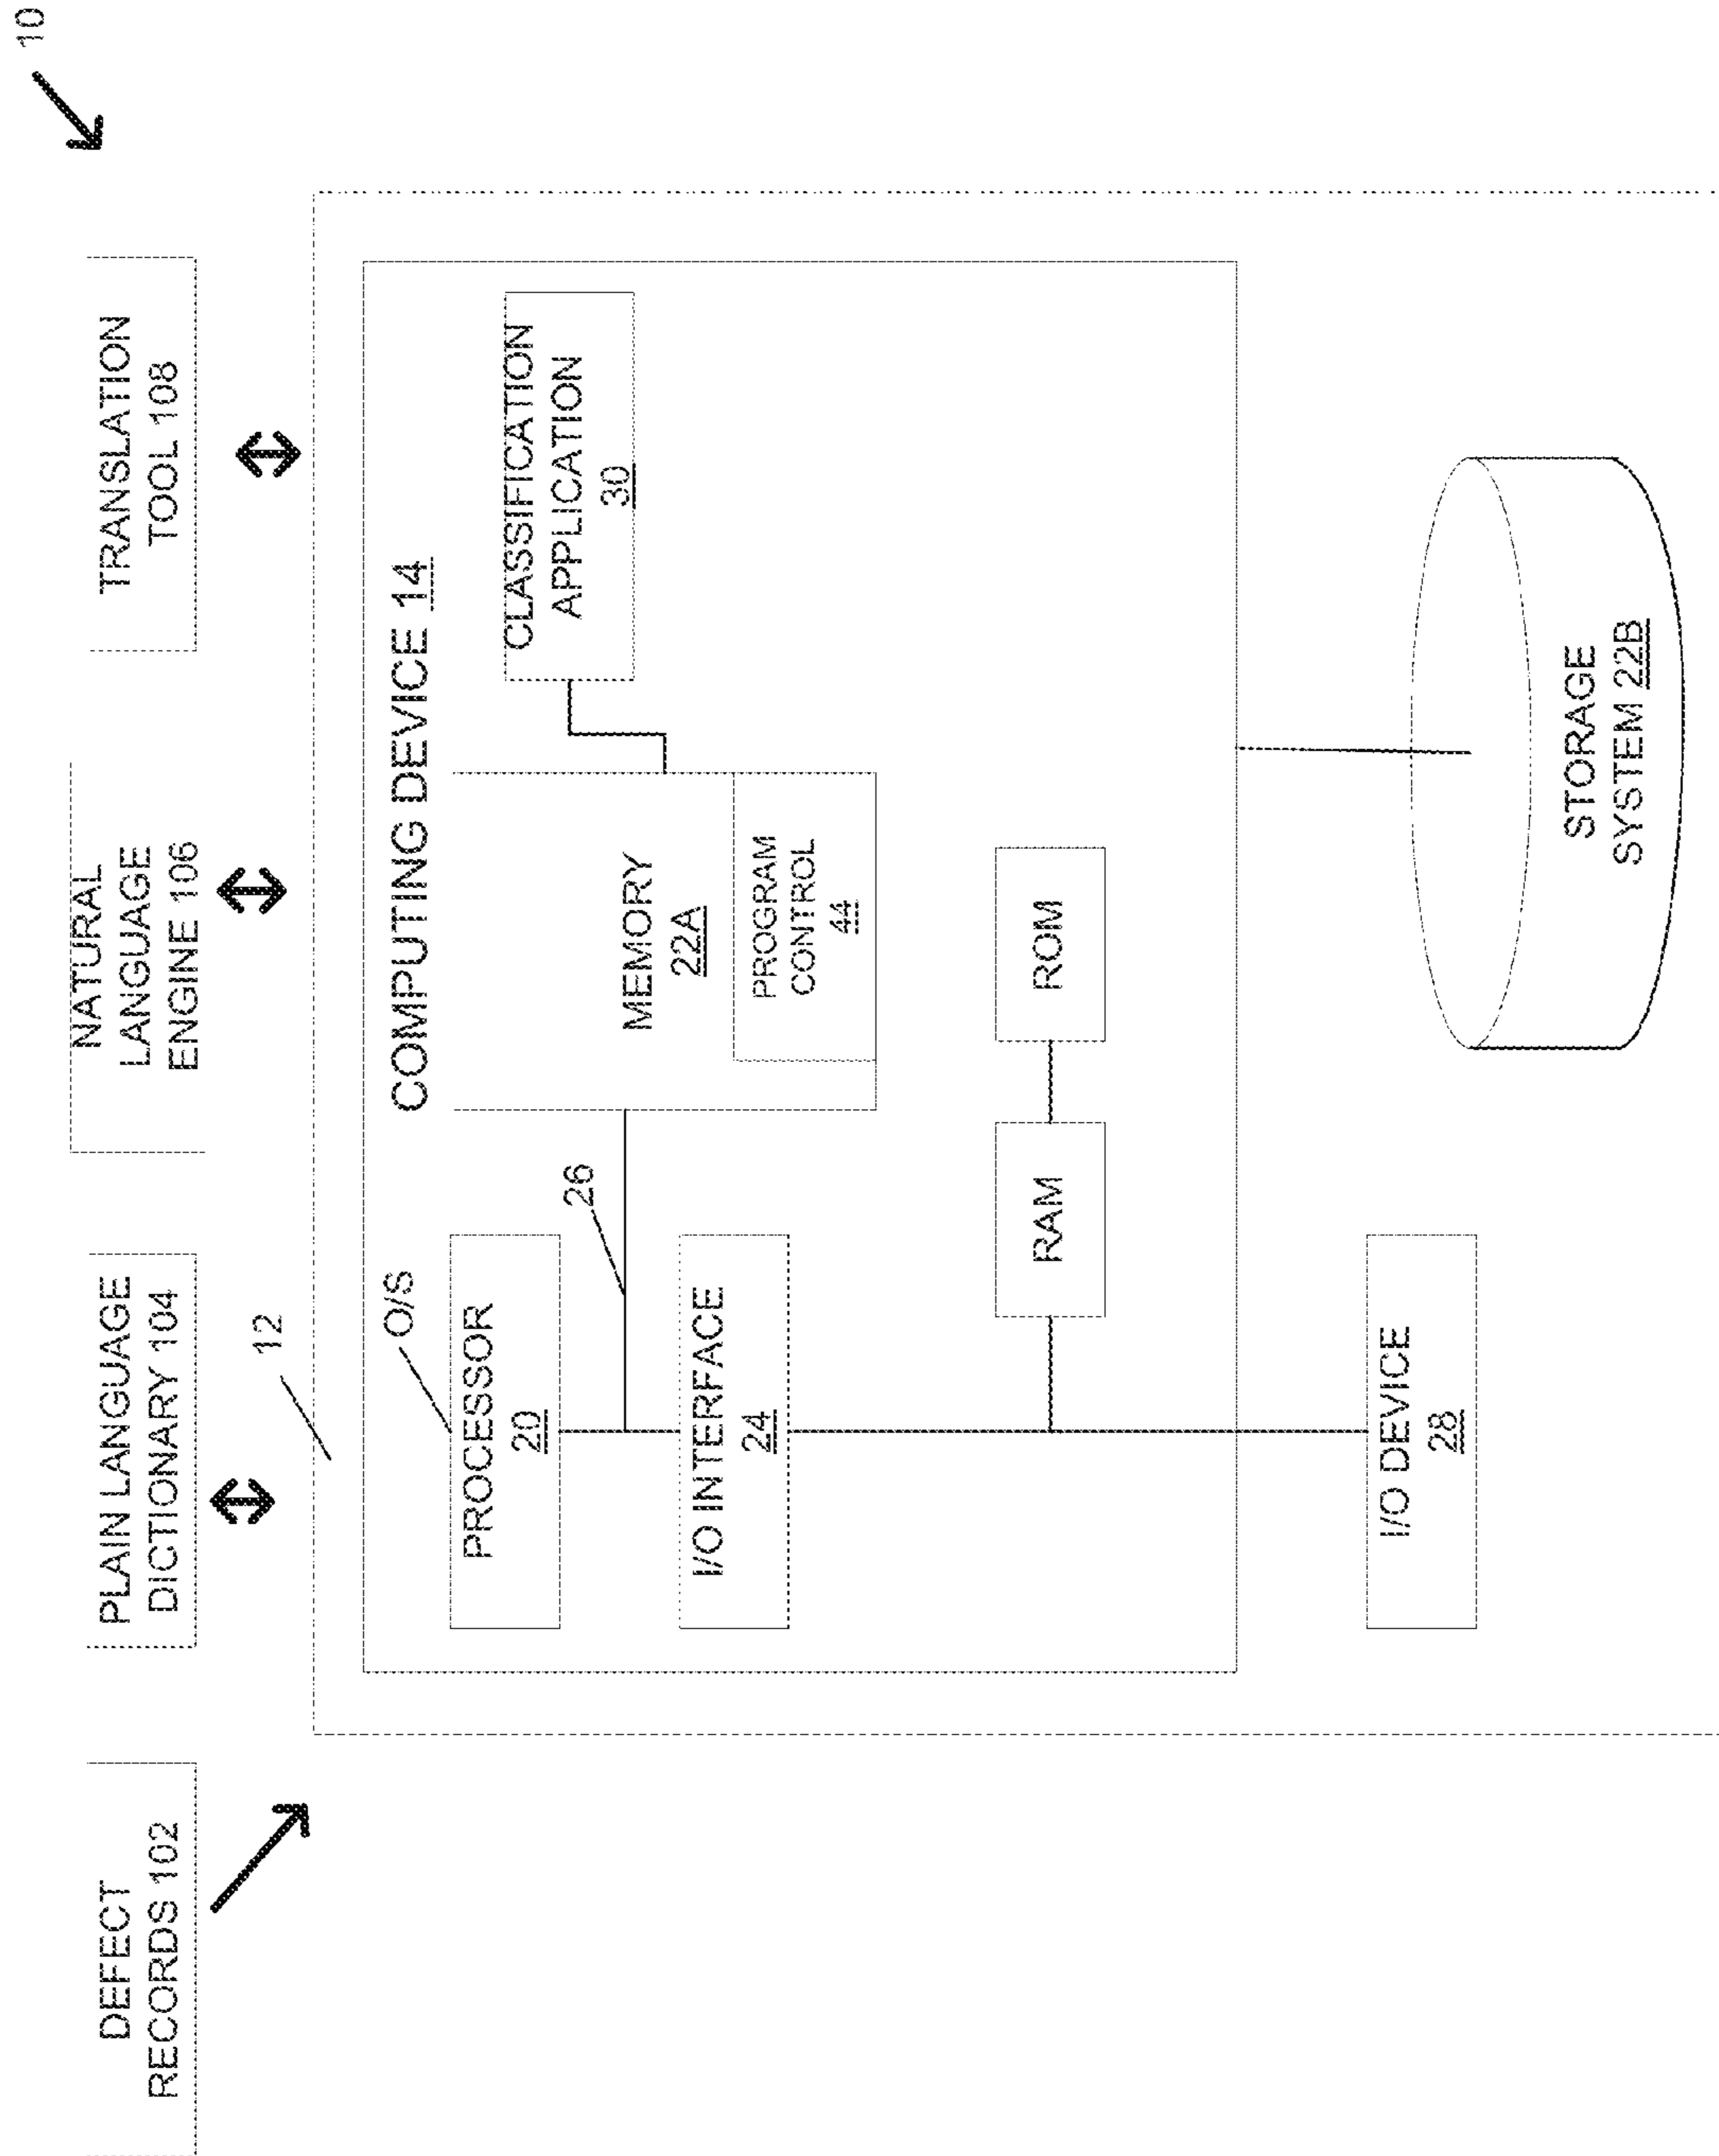 10
DEFECT
RECORDS 102
PLAIN LANGUAGE
DICTIONARY 104
NATURAL
LANGUAGE
ENGINE 106
TRANSLATION
TOOL 108
12
COMPUTING DEVICE 14
O/S
PROCESSOR
20
26
I/O INTERFACE
24
MEMORY
22A
PROGRAM
CONTROL
44
CLASSIFICATION
APPLICATION
30
RAM
ROM
I/O DEVICE
28
STORAGE
SYSTEM 22B